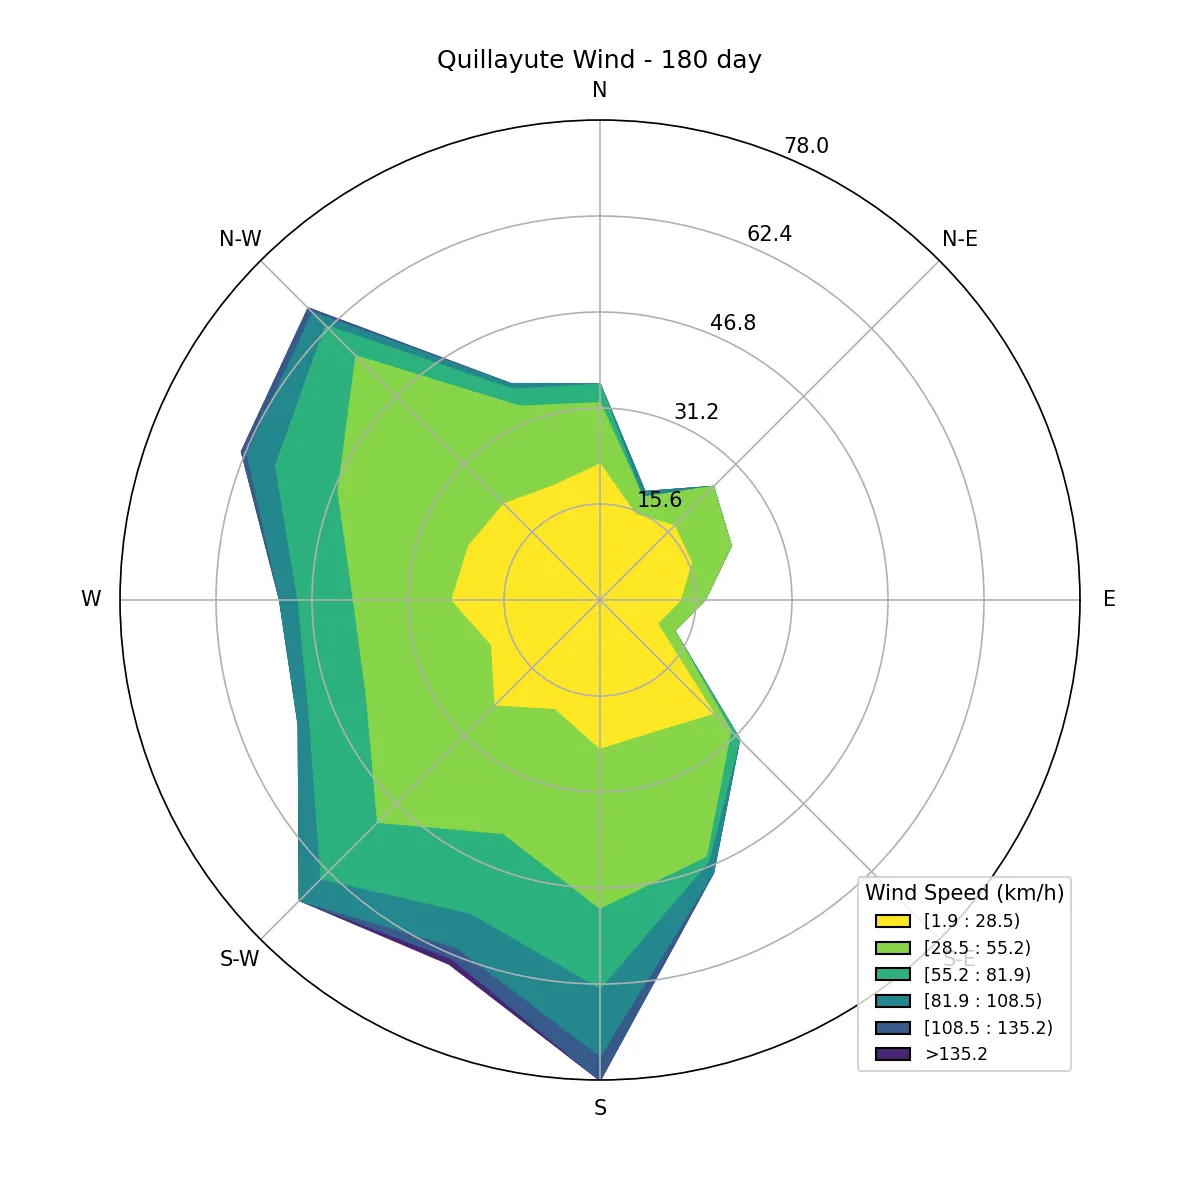 Quillayute Wind - 180 day
N
78.0
N-W
62.4
N-E
46.8
31.2
15.6
W
E
S-W
S-E
Wind Speed (km/h)
[1.9 : 28.5)
[28.5 : 55.2)
[55.2 : 81.9)
[81.9 : 108.5)
[108.5 : 135.2)
>135.2
S